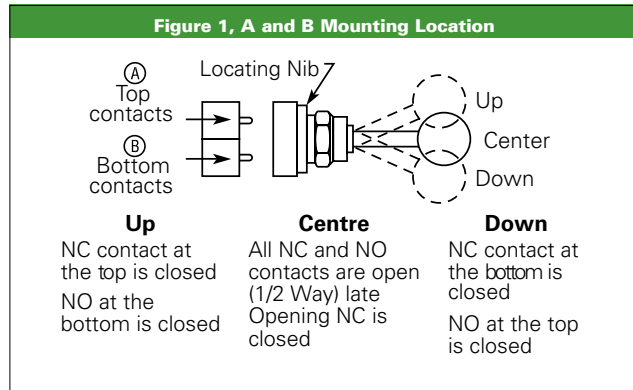 Figure 1, A and B Mounting Location
A
Top
contacts
B
Bottom
contacts
Locating Nib
Up
Center
Down
Up
NC contact at
the top is closed
NO at the
bottom is closed
Centre
All NC and NO
contacts are open
(1/2 Way) late
Opening NC is
closed
Down
NC contact at
the bottom is
closed
NO at the top
is closed